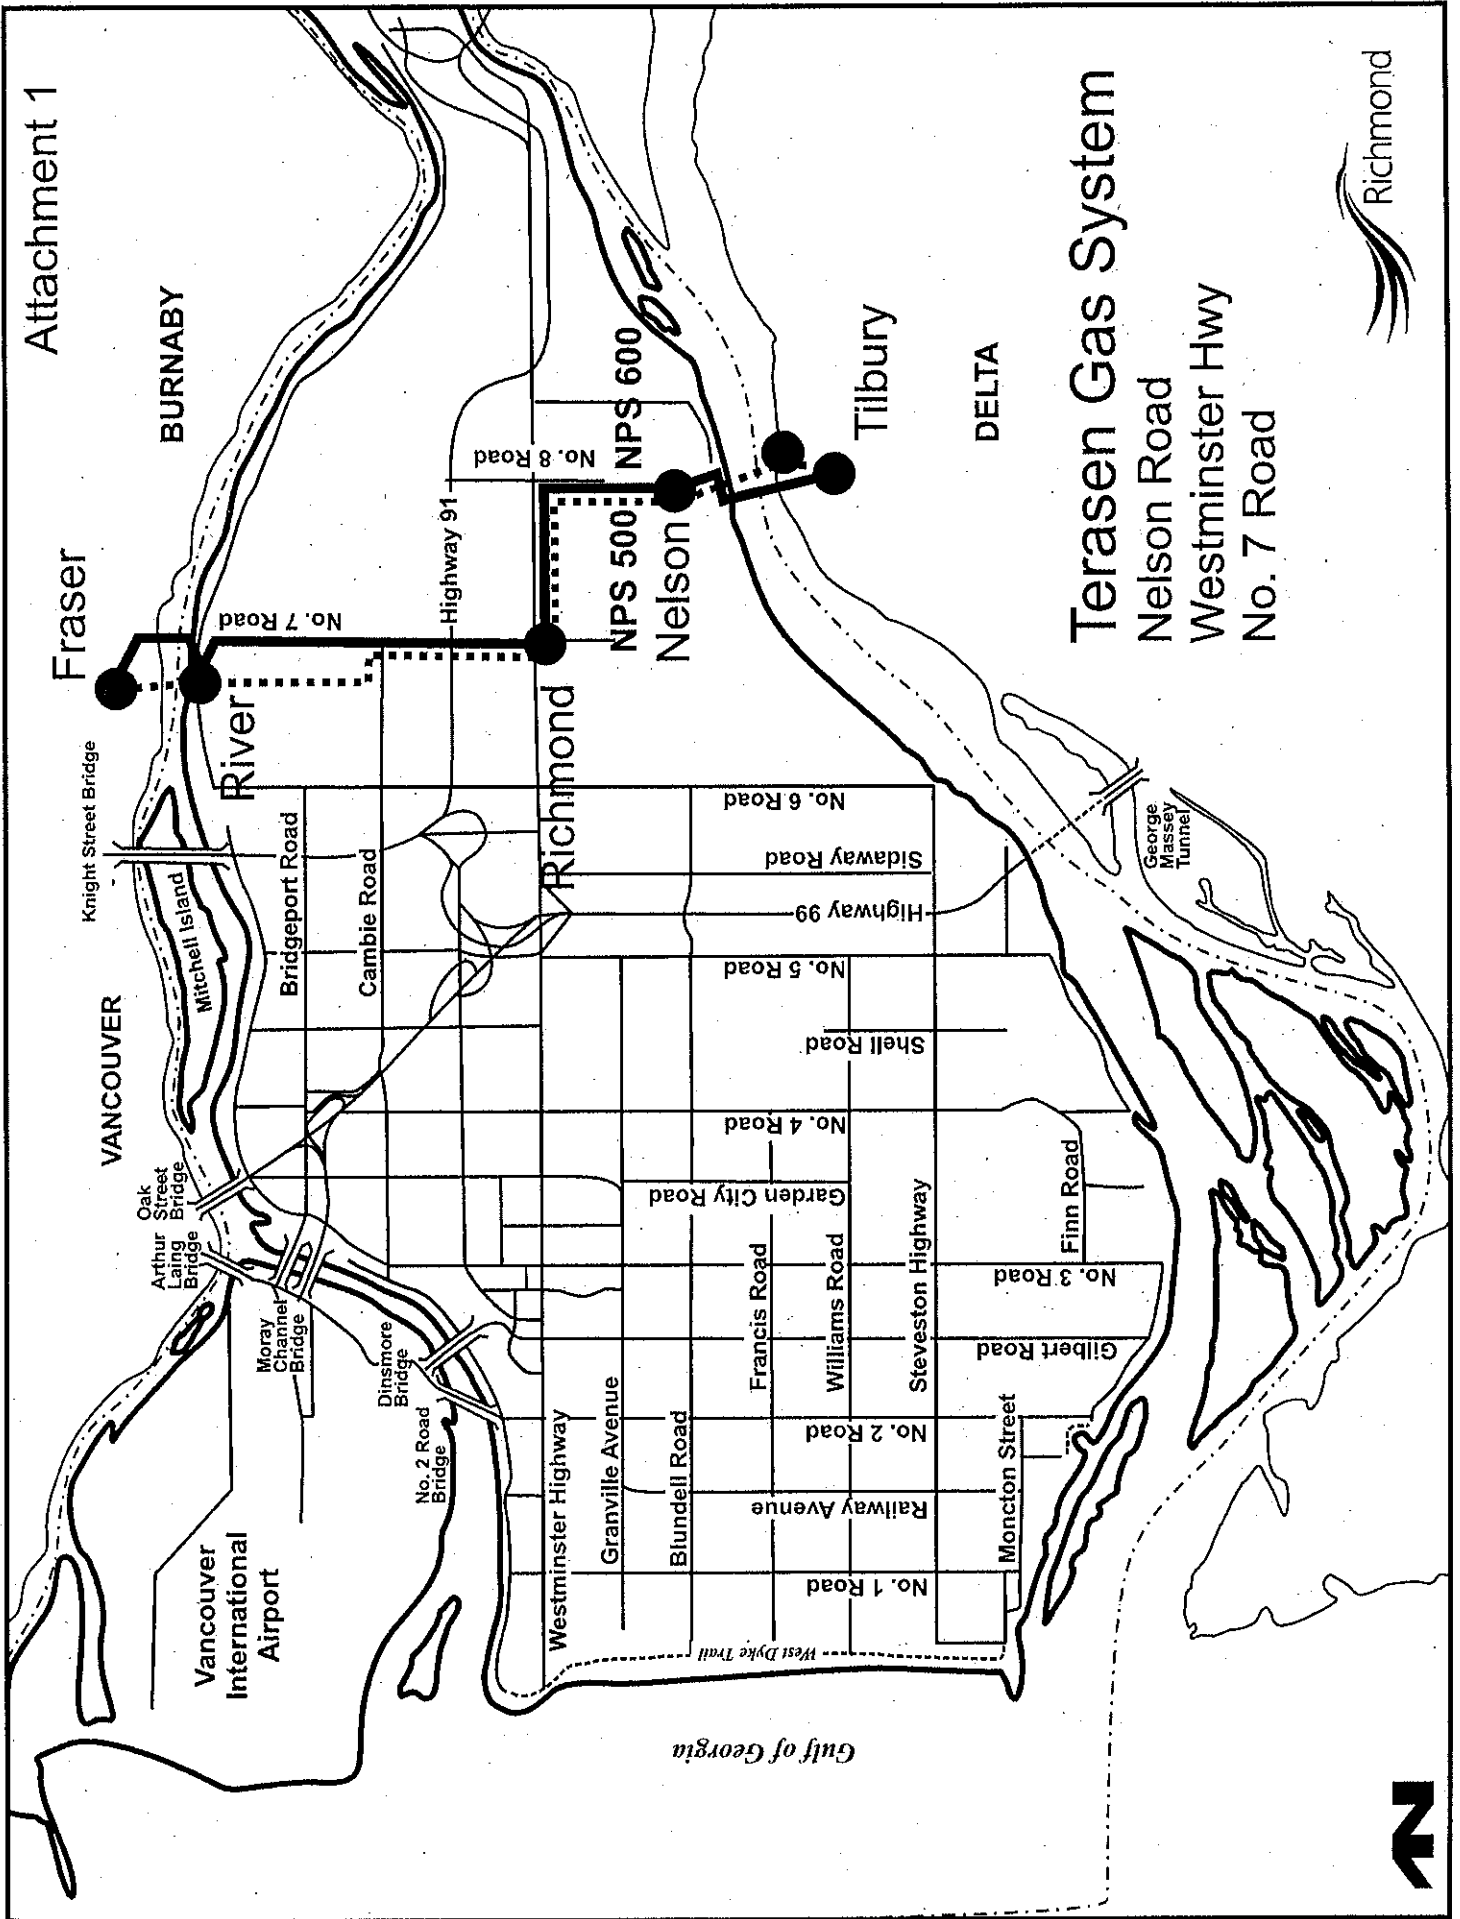 Attachment 1
BURNABY
Fraser
VANCOUVER
Knight Street Bridge
Mitchell Island
River
No. 7 Road
Highway 91
No. 8 Road
NPS 600
NPS 500
Nelson
Richmond
Tilbury
DELTA
Oak
Street
Bridge
Arthur
Laing
Bridge
Moray
Channel
Bridge
Dinsmore
Bridge
No. 2 Road
Bridge
Vancouver
International
Airport
Bridgeport Road
Cambie Road
Westminster Highway
Granville Avenue
Blundell Road
Francis Road
Williams Road
Steveston Highway
Moncton Street
Finn Road
No. 1 Road
Railway Avenue
No. 2 Road
Gilbert Road
No. 3 Road
Garden City Road
No. 4 Road
Shell Road
No. 5 Road
Highway 99
Sidaway Road
No. 6 Road
West Dyke Trail
Gulf of Georgia
George
Massey
Tunnel
Terasen Gas System
Nelson Road
Westminster Hwy
No. 7 Road
Richmond
N